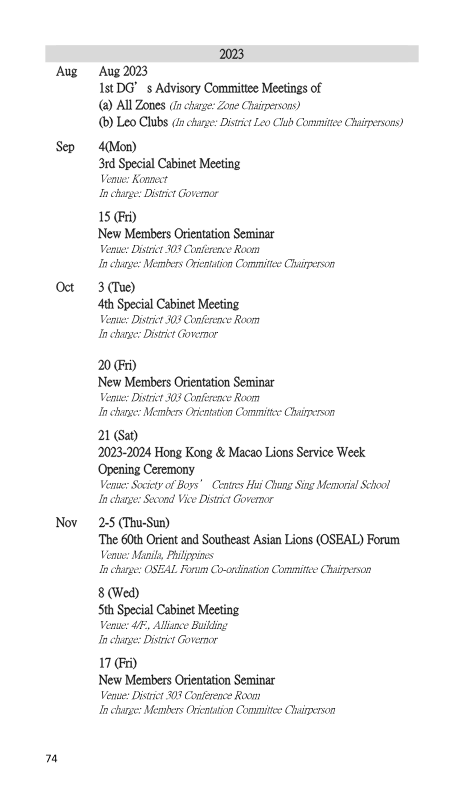 2023
Aug Aug 2023
1st DG’s Advisory Committee Meetings of
(a) All Zones (In charge: Zone Chairpersons)
(b) Leo Clubs (In charge: District Leo Club Committee Chairpersons)
Sep 4(Mon)
3rd Special Cabinet Meeting
Venue: Konnect
In charge: District Governor
15 (Fri)
New Members Orientation Seminar
Venue: District 303 Conference Room
In charge: Members Orientation Committee Chairperson
Oct 3 (Tue)
4th Special Cabinet Meeting
Venue: District 303 Conference Room
In charge: District Governor
20 (Fri)
New Members Orientation Seminar
Venue: District 303 Conference Room
In charge: Members Orientation Committee Chairperson
21 (Sat)
2023-2024 Hong Kong & Macao Lions Service Week
Opening Ceremony
Venue: Society of Boys’ Centres Hui Chung Sing Memorial School
In charge: Second Vice District Governor
Nov 2-5 (Thu-Sun)
The 60th Orient and Southeast Asian Lions (OSEAL) Forum
Venue: Manila, Philippines
In charge: OSEAL Forum Co-ordination Committee Chairperson
8 (Wed)
5th Special Cabinet Meeting
Venue: 4/F., Alliance Building
In charge: District Governor
17 (Fri)
New Members Orientation Seminar
Venue: District 303 Conference Room
In charge: Members Orientation Committee Chairperson
74